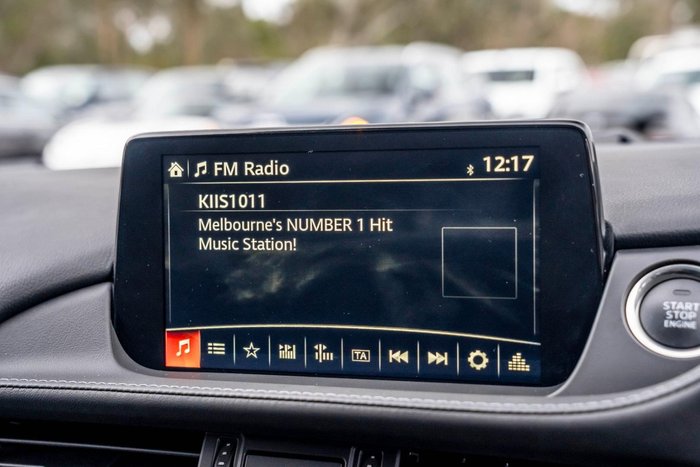 FM Radio 12:17
KIIS1011
Melbourne's NUMBER 1 Hit
Music Station!
TA
START
STOP
ENGINE